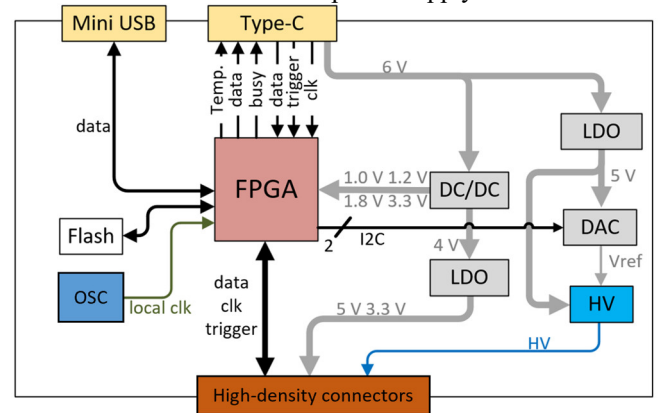 Mini USB
Type-C
Temp.
data
busy
data
trigger
clk
6 V
data
LDO
FPGA
1.0 V 1.2 V
1.8 V 3.3 V
DC/DC
5 V
Flash
2
I2C
DAC
4 V
Vref
OSC
local clk
data
clk
trigger
LDO
5 V 3.3 V
HV
HV
High-density connectors